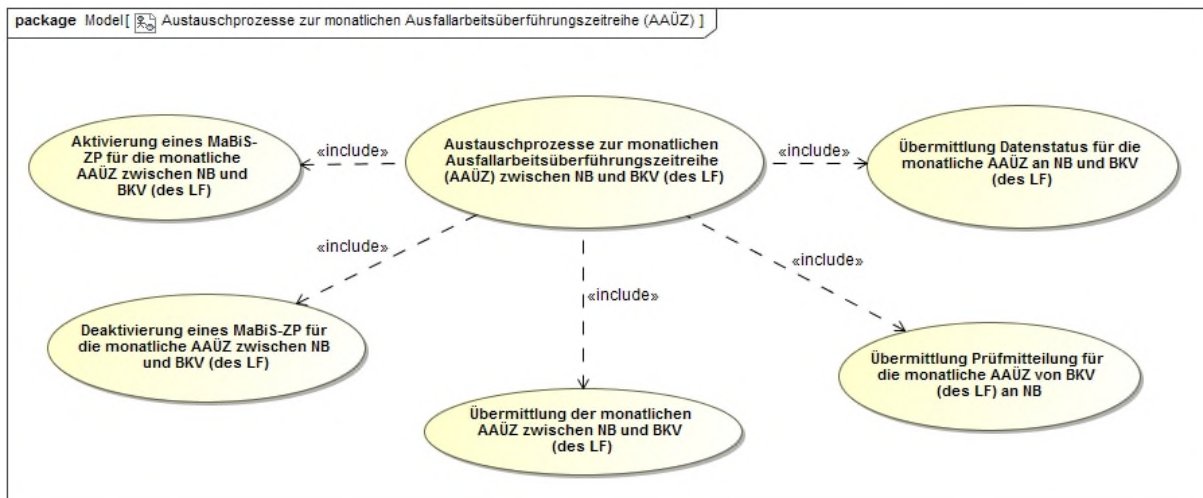 package Model [ Austauschprozesse zur monatlichen Ausfallarbeitsüberführungszeitreihe (AAÜZ) ]
Aktivierung eines MaBiS-
ZP für die monatliche
AAÜZ zwischen NB und
BKV (des LF)
«include»
Austauschprozesse zur monatlichen
Ausfallarbeitsüberführungszeitreihe
(AAÜZ) zwischen NB und BKV (des LF)
«include»
Übermittlung Datenstatus für die
monatliche AAÜZ an NB und BKV
(des LF)
«include»
«include»
«include»
Deaktivierung eines MaBiS-ZP für
die monatliche AAÜZ zwischen NB
und BKV (des LF)
Übermittlung der monatlichen
AAÜZ zwischen NB und BKV
(des LF)
Übermittlung Prüfmitteilung für
die monatliche AAÜZ von BKV
(des LF) an NB